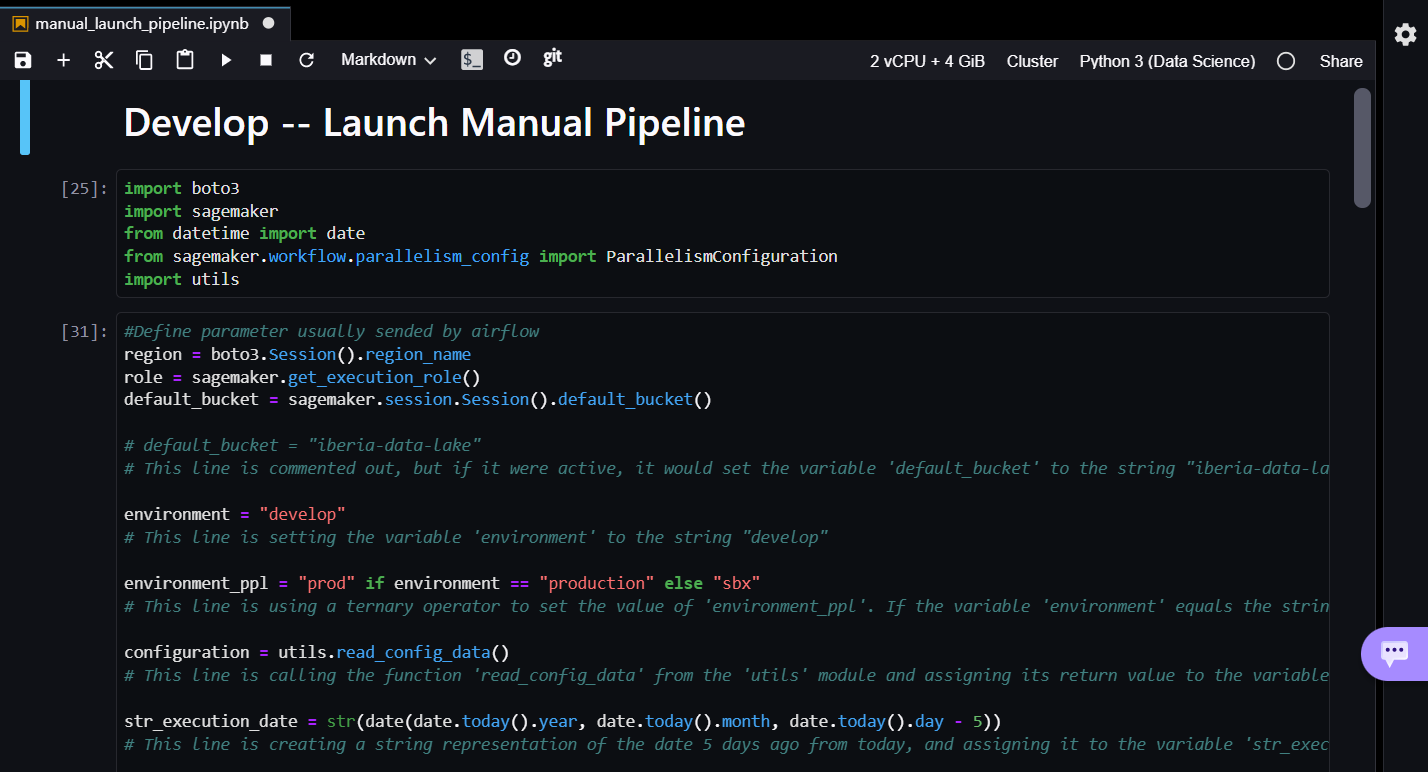 manual_launch_pipeline.ipynb
Markdown
$_
git
2 vCPU + 4 GiB
Cluster
Python 3 (Data Science)
Share
Develop -- Launch Manual Pipeline
[25]:
import boto3
import sagemaker
from datetime import date
from sagemaker.workflow.parallelism_config import ParallelismConfiguration
import utils
[31]:
#Define parameter usually sended by airflow
region = boto3.Session().region_name
role = sagemaker.get_execution_role()
default_bucket = sagemaker.session.Session().default_bucket()
# default_bucket = "iberia-data-lake"
# This line is commented out, but if it were active, it would set the variable 'default_bucket' to the string "iberia-data-la
environment = "develop"
# This line is setting the variable 'environment' to the string "develop"
environment_ppl = "prod" if environment == "production" else "sbx"
# This line is using a ternary operator to set the value of 'environment_ppl'. If the variable 'environment' equals the strin
configuration = utils.read_config_data()
# This line is calling the function 'read_config_data' from the 'utils' module and assigning its return value to the variable
str_execution_date = str(date(date.today().year, date.today().month, date.today().day - 5))
# This line is creating a string representation of the date 5 days ago from today, and assigning it to the variable 'str_exec